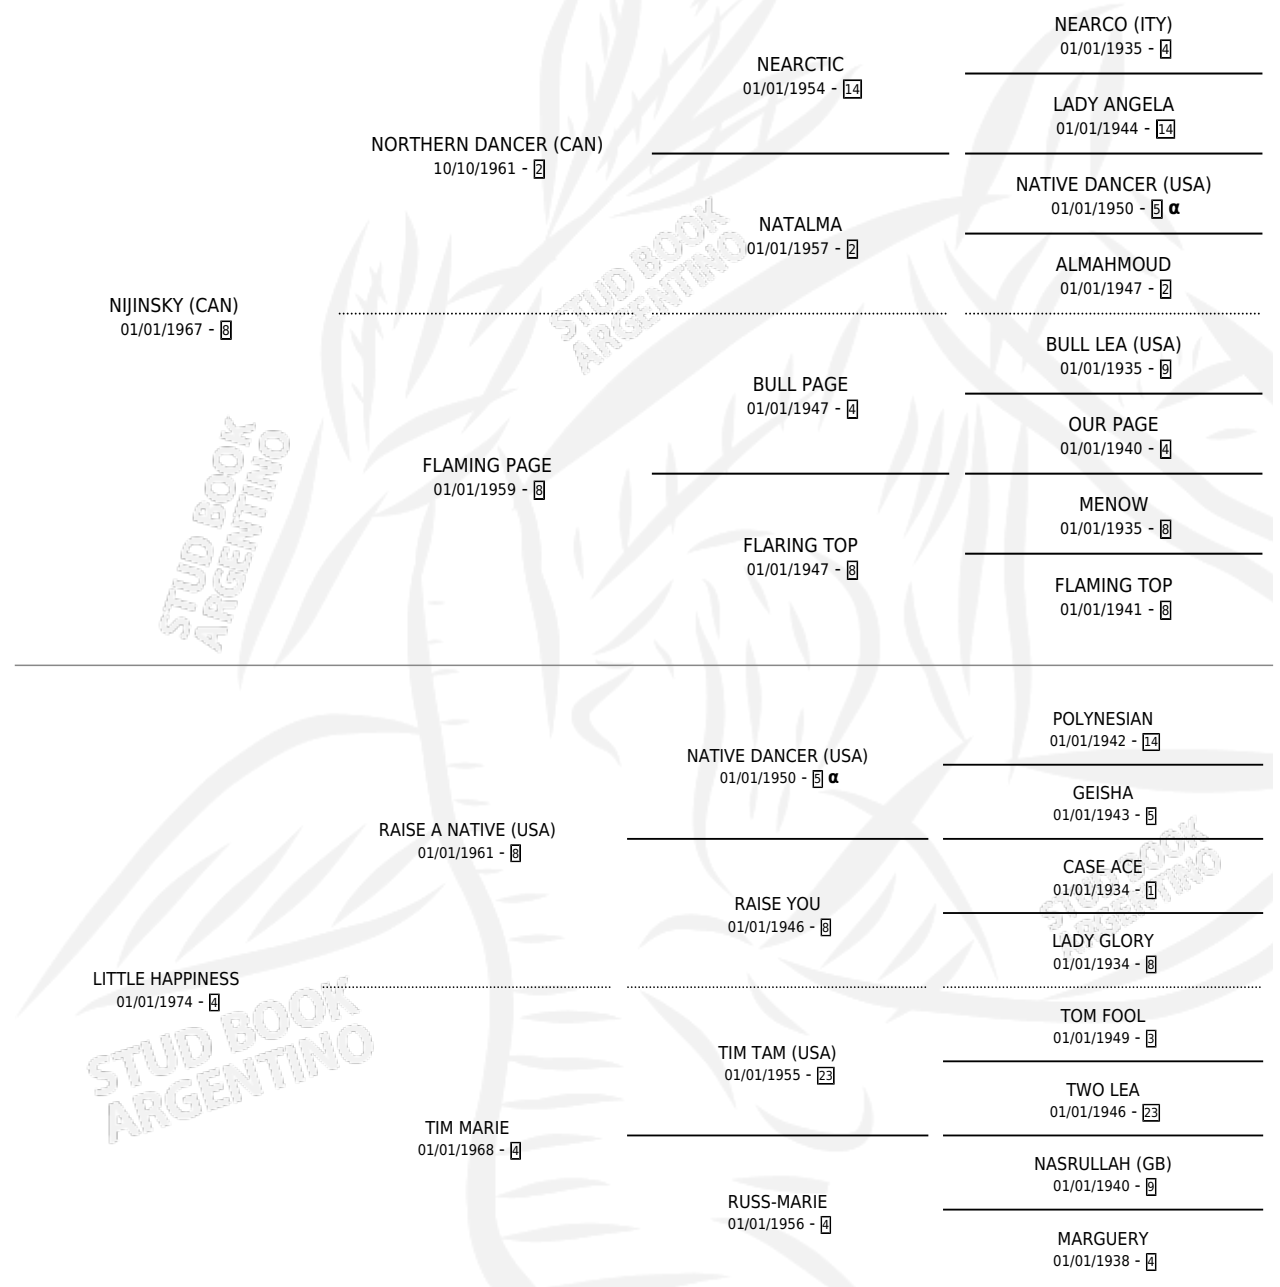 NEARCO (ITY)
01/01/1935 - 4
NEARCTIC
01/01/1954 - 14
LADY ANGELA
01/01/1944 - 14
NORTHERN DANCER (CAN)
10/10/1961 - 2
NATIVE DANCER (USA)
01/01/1950 - 5 α
NATALMA
01/01/1957 - 2
ALMAHMOUD
01/01/1947 - 2
NIJINSKY (CAN)
01/01/1967 - 8
BULL LEA (USA)
01/01/1935 - 9
BULL PAGE
01/01/1947 - 4
OUR PAGE
01/01/1940 - 4
FLAMING PAGE
01/01/1959 - 8
MENOW
01/01/1935 - 8
FLARING TOP
01/01/1947 - 8
FLAMING TOP
01/01/1941 - 8
POLYNESIAN
01/01/1942 - 14
NATIVE DANCER (USA)
01/01/1950 - 5 α
GEISHA
01/01/1943 - 5
RAISE A NATIVE (USA)
01/01/1961 - 8
CASE ACE
01/01/1934 - 1
RAISE YOU
01/01/1946 - 8
LADY GLORY
01/01/1934 - 8
LITTLE HAPPINESS
01/01/1974 - 4
TOM FOOL
01/01/1949 - 3
TIM TAM (USA)
01/01/1955 - 23
TWO LEA
01/01/1946 - 23
TIM MARIE
01/01/1968 - 4
NASRULLAH (GB)
01/01/1940 - 9
RUSS-MARIE
01/01/1956 - 4
MARGUERY
01/01/1938 - 4
STUD BOOK
ARGENTINO
STUD BOOK
ARGENTINO
STUD BOOK
ARGENTINO
STUD BOOK
ARGENTINO